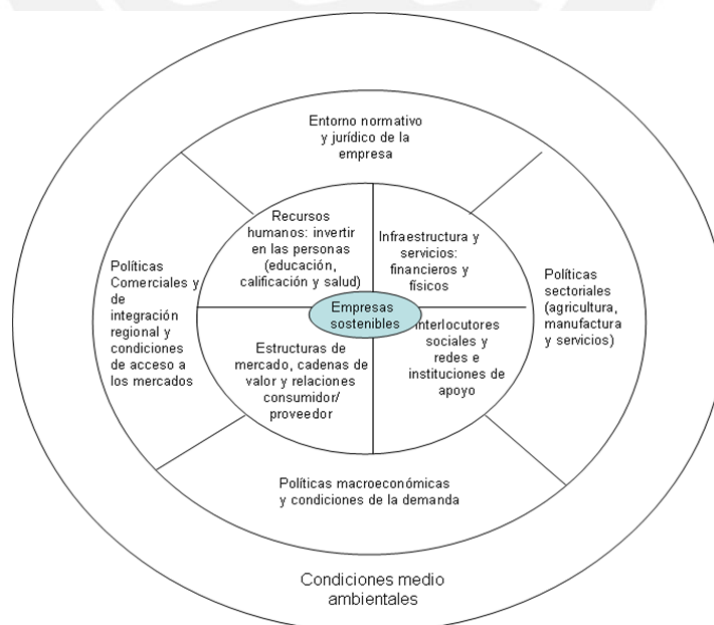 Entorno normativo
y jurídico de la
empresa
Recursos
humanos: invertir
en las personas
(educación,
calificación y salud)
Infraestructura y
servicios:
financieros y
físicos
Políticas
Comerciales y
de
integración
regional y
condiciones
de acceso a
los mercados
Políticas
sectoriales
(agricultura,
manufactura
y servicios)
Empresas
sostenibles
Estructuras de
mercado, cadenas de
valor y relaciones
consumidor/
proveedor
Interlocutores
sociales y
redes e
instituciones de
apoyo
Políticas macroeconómicas
y condiciones de la demanda
Condiciones medio
ambientales